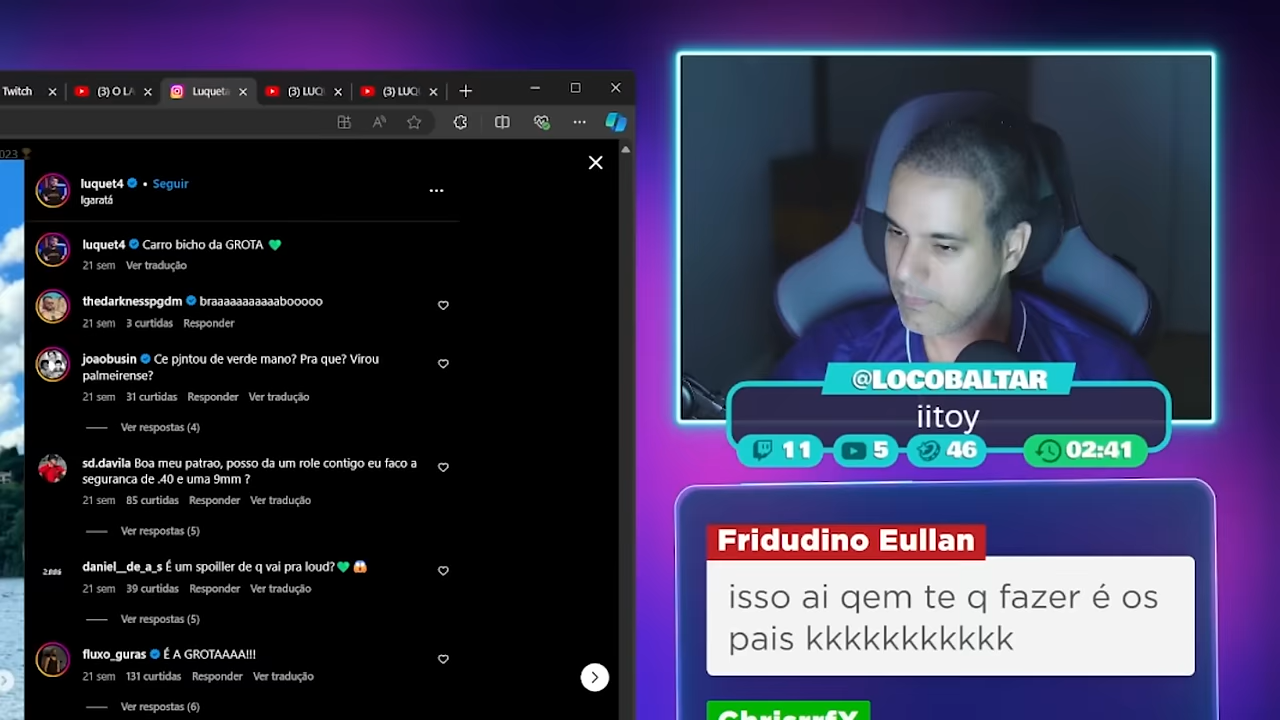 Twitch
(3) O LA
Luqueta
(3) LUQ
(3) LUQ
023
luquet4 • Seguir
Igaratá
luquet4 Carro bicho da GROTA 💚
21 sem Ver tradução
thedarknesspgdm braaaaaaaaaabooooo
21 sem 3 curtidas Responder
joaobusin Ce pjntou de verde mano? Pra que? Virou
palmeirense?
21 sem 31 curtidas Responder Ver tradução
Ver respostas (4)
sd.davila Boa meu patrao, posso da um role contigo eu faco a
seguranca de .40 e uma 9mm ?
21 sem 85 curtidas Responder Ver tradução
Ver respostas (5)
daniel__de_a_s É um spoiller de q vai pra loud?💚😱
21 sem 39 curtidas Responder Ver tradução
Ver respostas (5)
fluxo_guras É A GROTAAAA!!!
21 sem 131 curtidas Responder Ver tradução
Ver respostas (6)
@LOCOBALTAR
iitoy
11 5 46 02:41
Fridudino Eullan
isso ai qem te q fazer é os
pais kkkkkkkkkkk